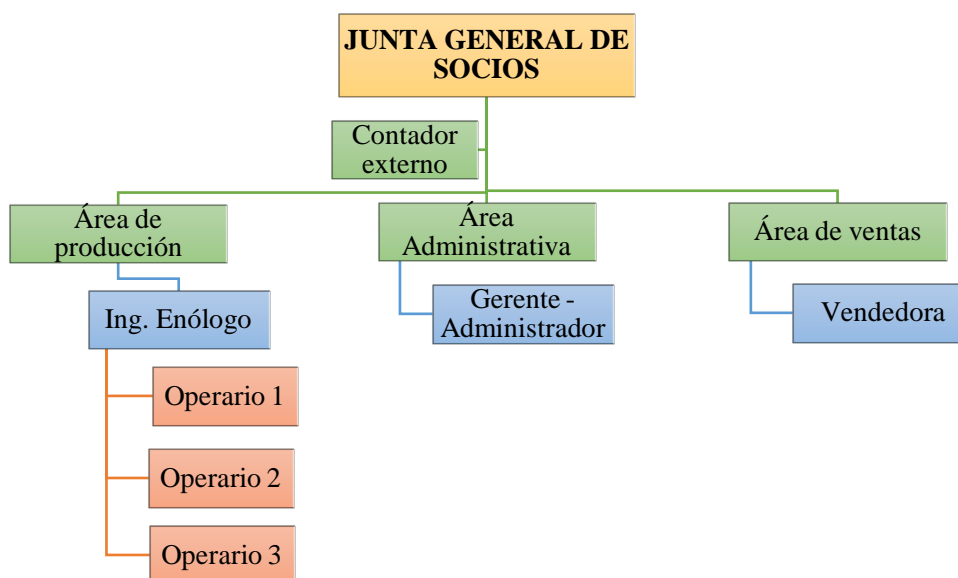 JUNTA GENERAL DE
SOCIOS
Contador
externo
Área de
producción
Área
Administrativa
Área de ventas
Ing. Enólogo
Gerente -
Administrador
Vendedora
Operario 1
Operario 2
Operario 3